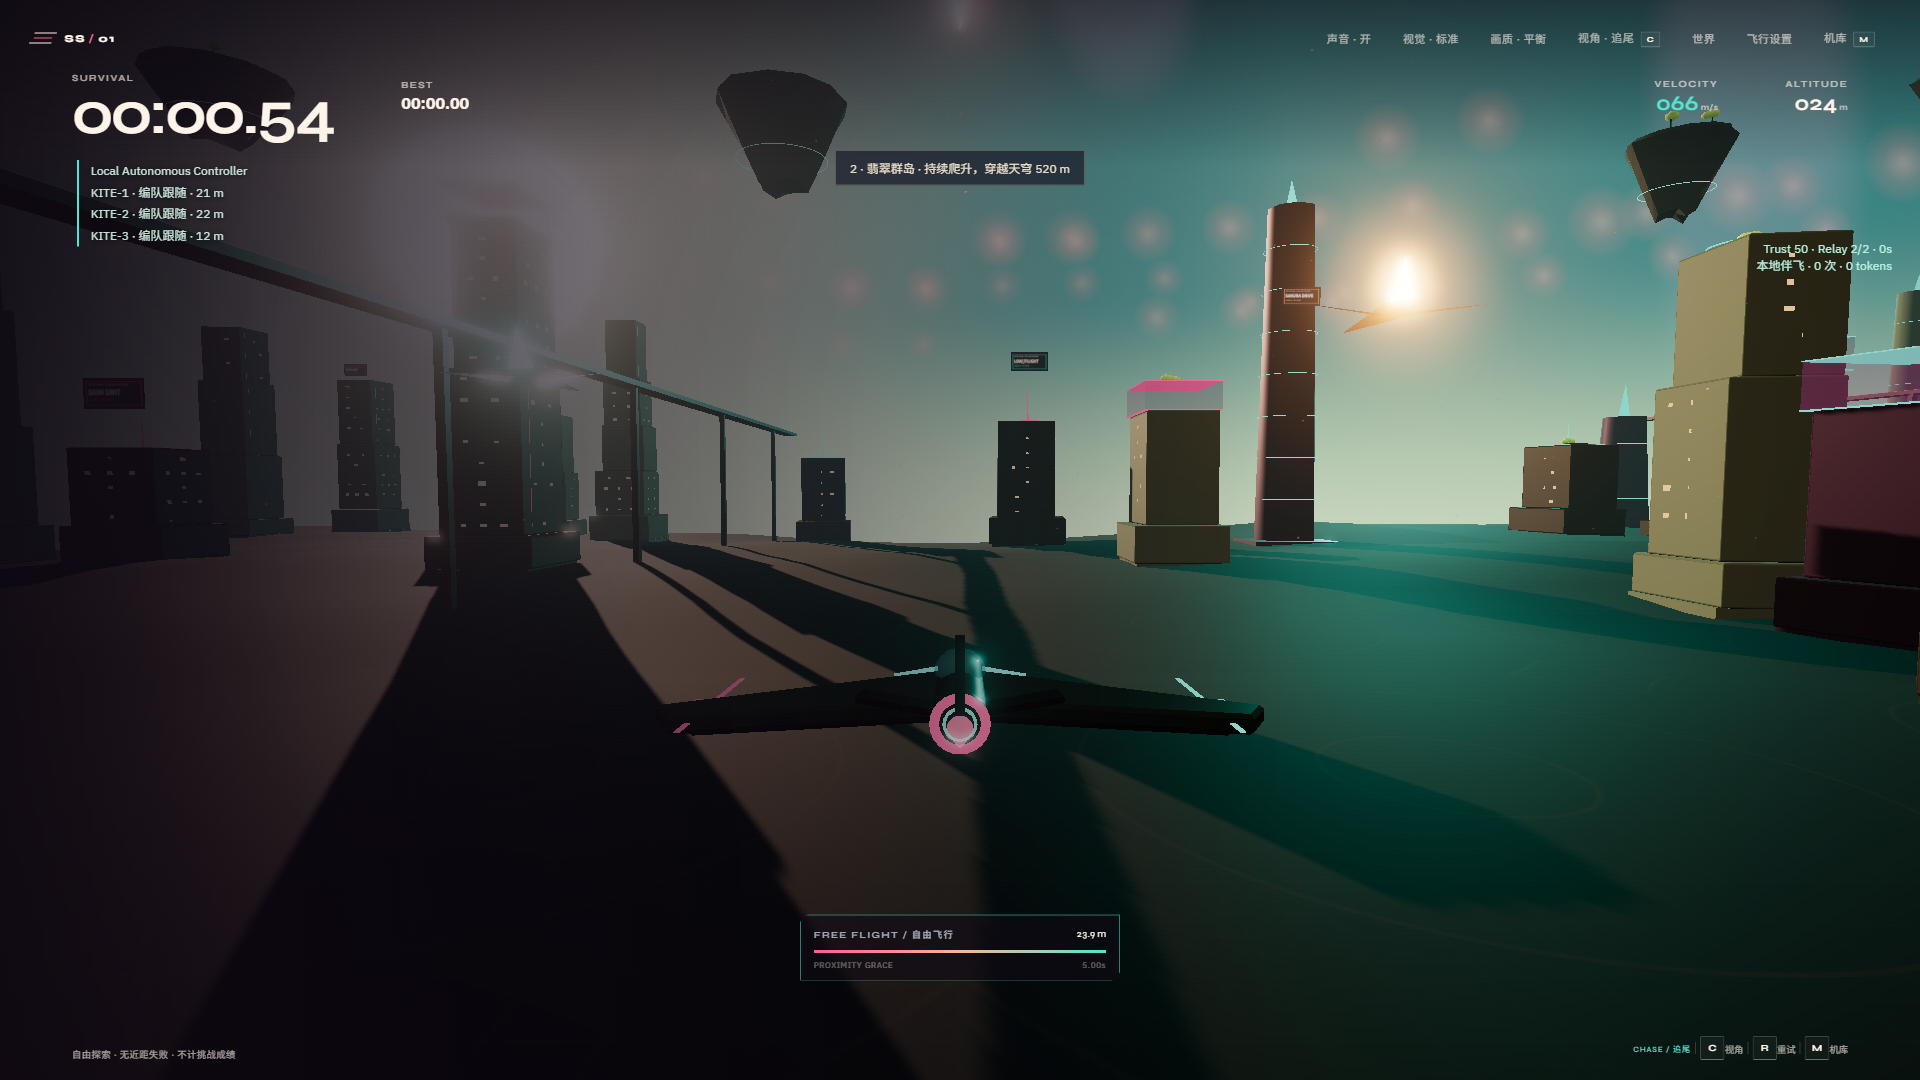 SS / 01
声音 · 开 视觉 · 标准 画质 · 平衡 视角 · 追尾 C 世界 飞行设置 机库 M
SURVIVAL
00:00.54
BEST
00:00.00
VELOCITY
066 m/s
ALTITUDE
024 m
Local Autonomous Controller
KITE-1 · 编队跟随 · 21 m
KITE-2 · 编队跟随 · 22 m
KITE-3 · 编队跟随 · 12 m
2 · 翡翠群岛 · 持续爬升，穿越天穹 520 m
Trust 50 · Relay 2/2 · 0s
本地伴飞 · 0 次 · 0 tokens
FREE FLIGHT / 自由飞行 23.9 m
PROXIMITY GRACE 5.00s
自由探索 · 无近距失败 · 不计挑战成绩
CHASE / 追尾 C 视角 R 重试 M 机库